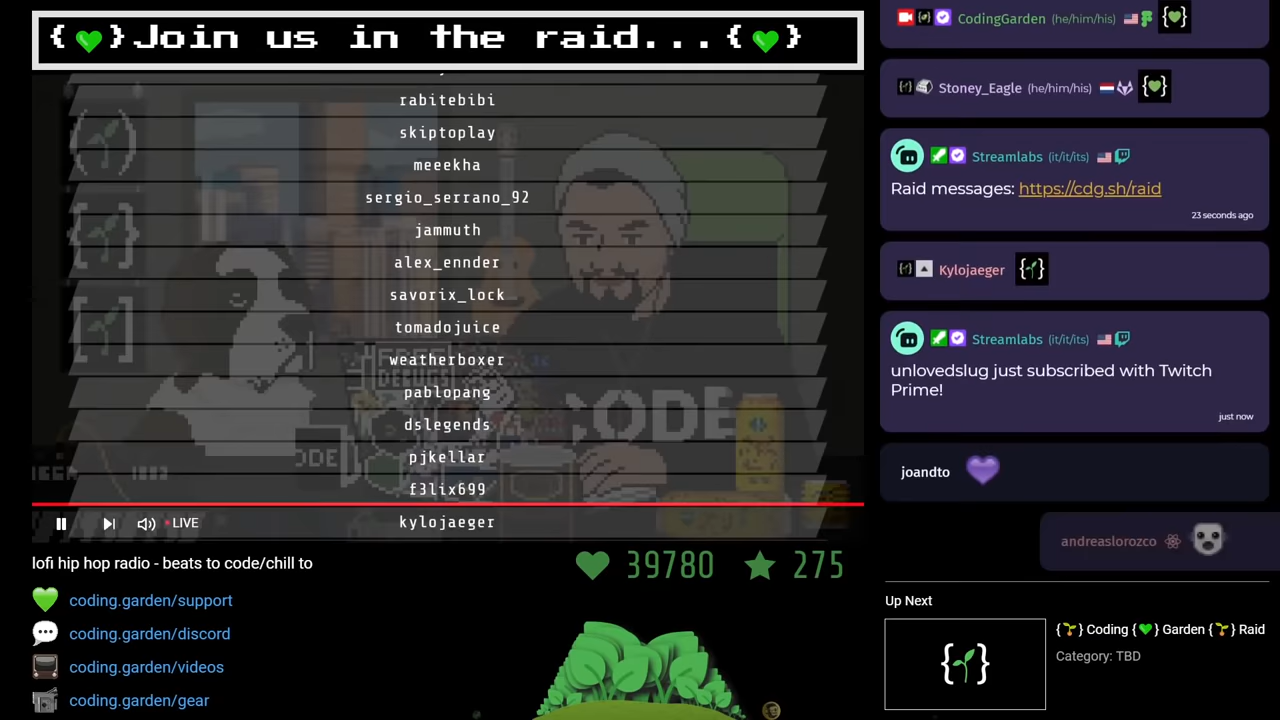 {💚}Join us in the raid...{💚}
rabitebibi
skiptoplay
meeekha
sergio_serrano_92
jammuth
alex_ennder
savorix_lock
tomadojuice
weatherboxer
pablopang
dslegends
pjkellar
f3lix699
kylojaeger
CODE
LIVE
lofi hip hop radio - beats to code/chill to
39780
275
coding.garden/support
coding.garden/discord
coding.garden/videos
coding.garden/gear
CodingGarden (he/him/his)
Stoney_Eagle (he/him/his)
Streamlabs (it/it/its)
Raid messages: https://cdg.sh/raid
23 seconds ago
Kylojaeger
Streamlabs (it/it/its)
unlovedslug just subscribed with Twitch
Prime!
just now
joandto
andreaslorozco
Up Next
{🌱} Coding {💚} Garden {🌱} Raid
Category: TBD